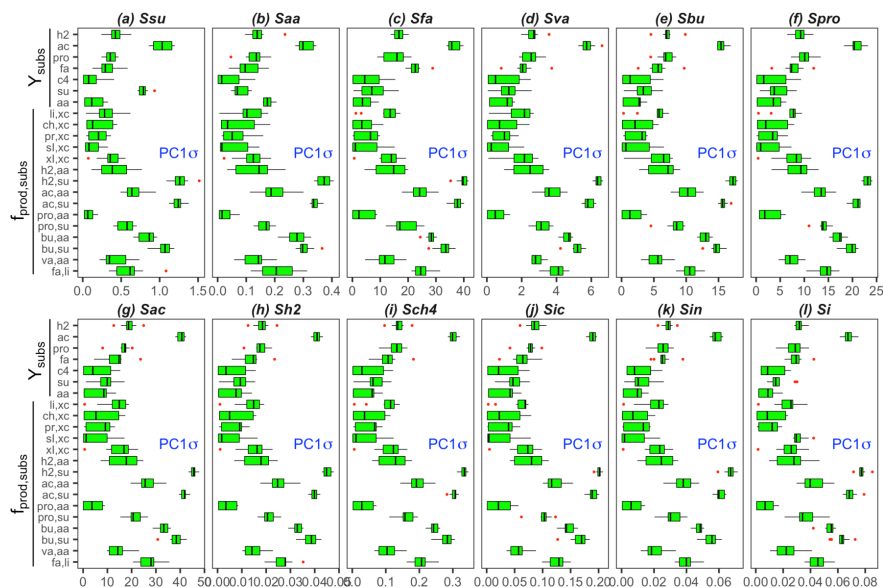 (a) Ssu (b) Saa (c) Sfa (d) Sva (e) Sbu (f) Spro
Y subs
h2
ac
pro
fa
c4
su
aa
f prod,subs
li,xc
ch,xc
pr,xc
sl,xc
xl,xc
h2,aa
h2,su
ac,aa
ac,su
pro,aa
pro,su
bu,aa
bu,su
va,aa
fa,li
PC1σ PC1σ PC1σ PC1σ PC1σ PC1σ
0.0 0.5 1.0 1.5 0.0 0.1 0.2 0.3 0.4 0 10 20 30 40 0 2 4 6 0 5 10 15 0 5 10 15 20 25
(g) Sac (h) Sh2 (i) Sch4 (j) Sic (k) Sin (l) Si
Y subs
h2
ac
pro
fa
c4
su
aa
f prod,subs
li,xc
ch,xc
pr,xc
sl,xc
xl,xc
h2,aa
h2,su
ac,aa
ac,su
pro,aa
pro,su
bu,aa
bu,su
va,aa
fa,li
PC1σ PC1σ PC1σ PC1σ PC1σ PC1σ
0 10 20 30 40 50 0.00 0.01 0.02 0.03 0.04 0.05 0.0 0.1 0.2 0.3 0.00 0.05 0.10 0.15 0.20 0.00 0.02 0.04 0.06 0.00 0.02 0.04 0.06 0.08